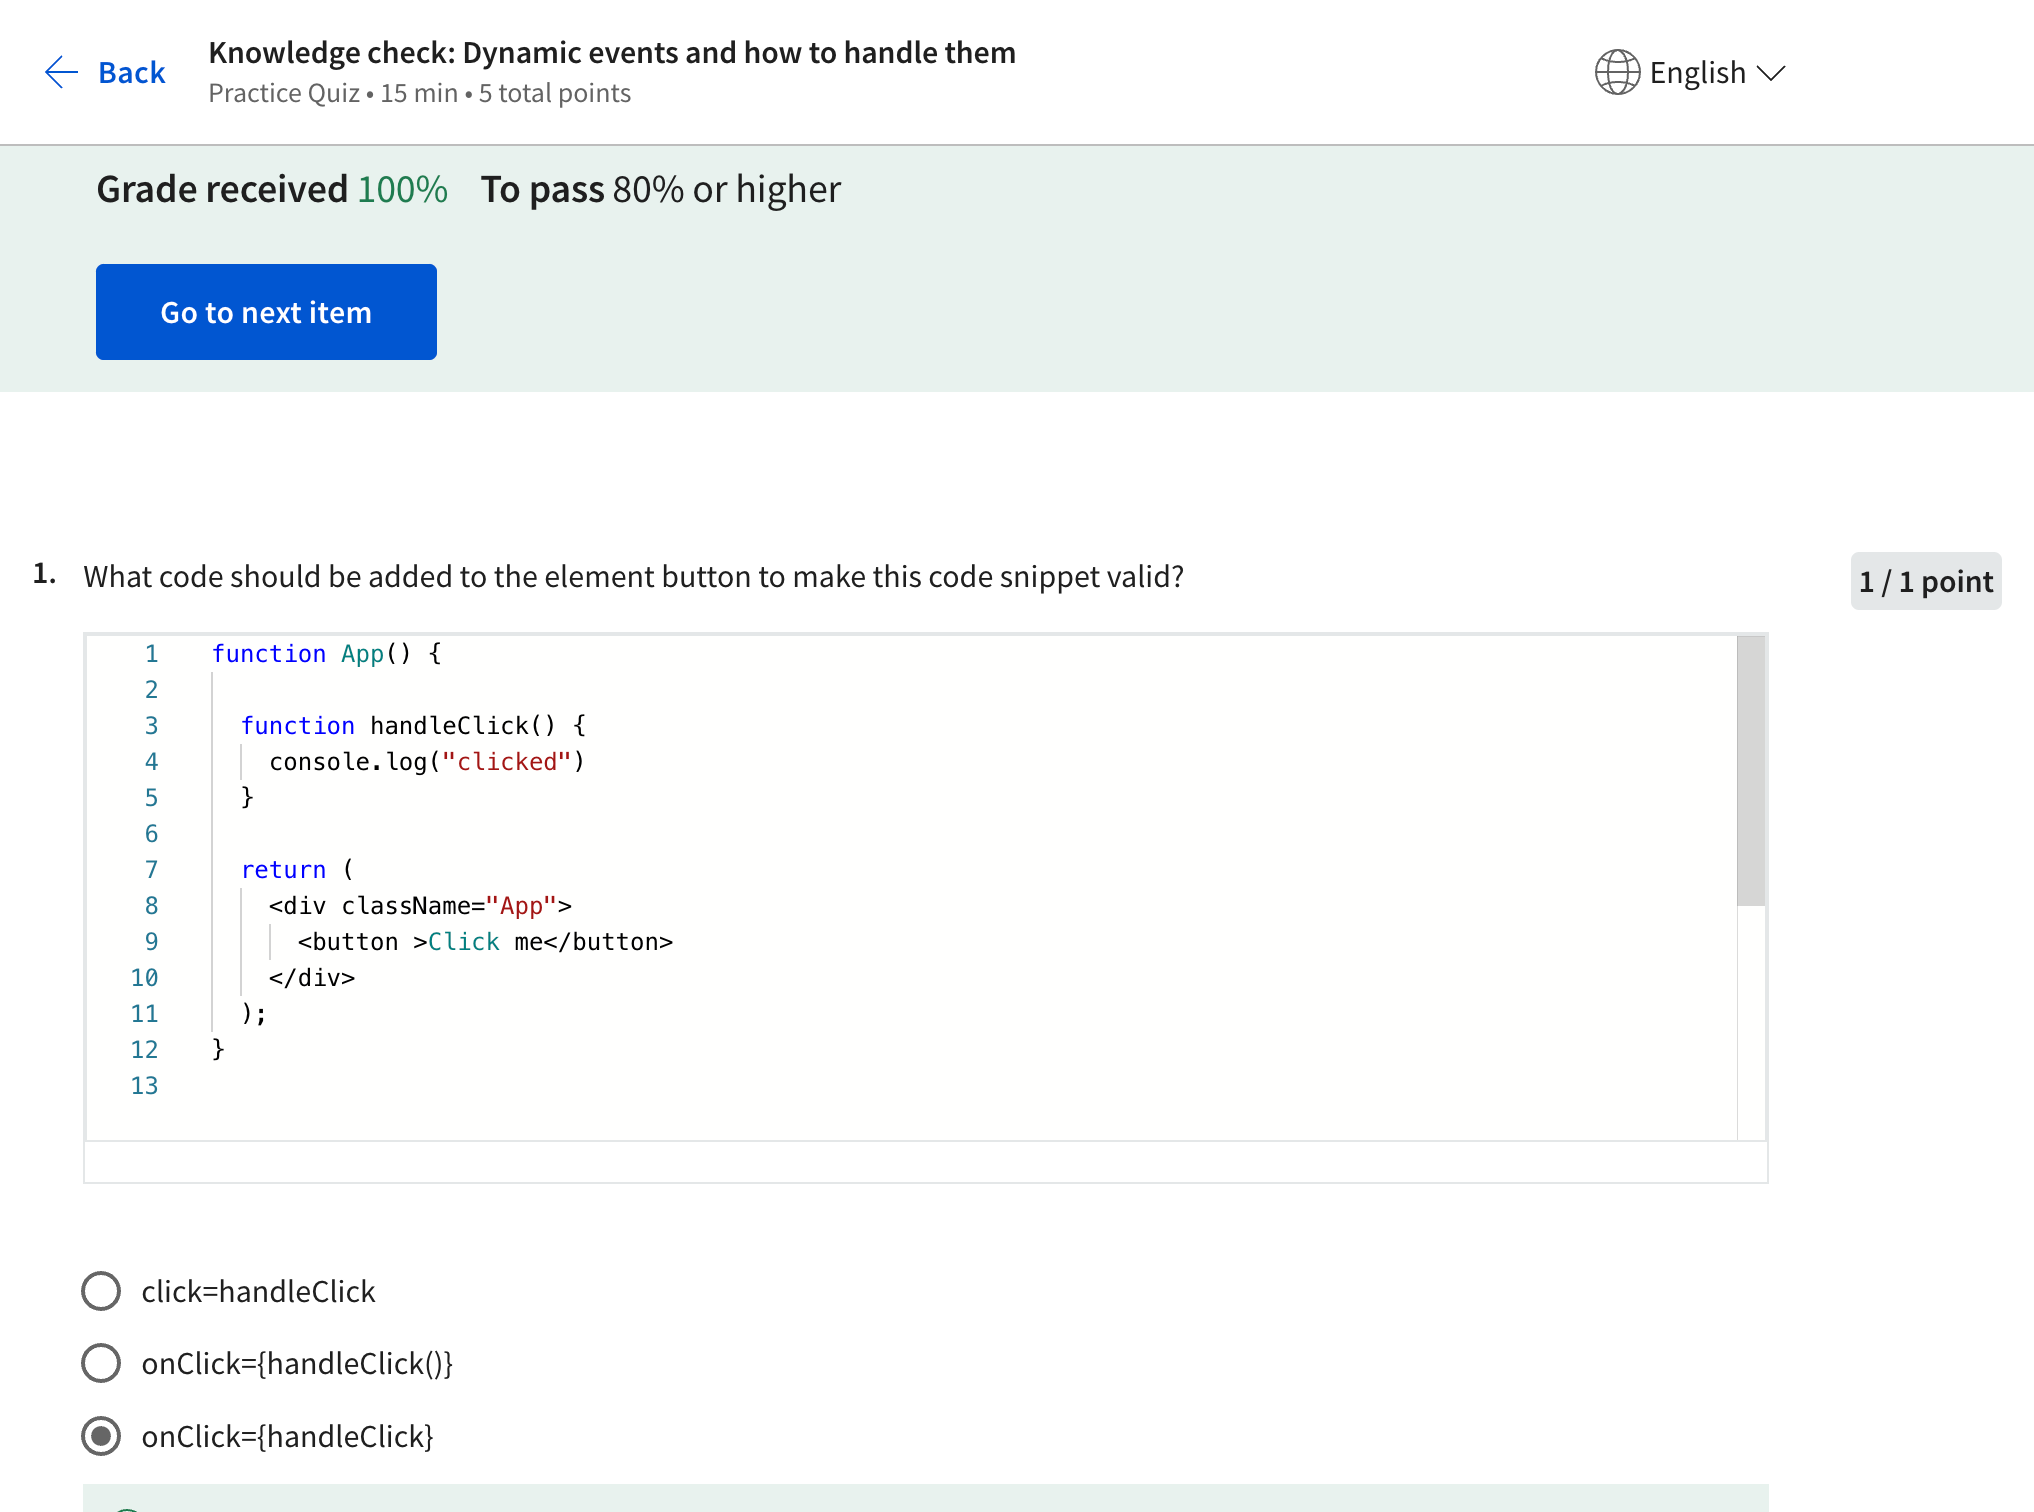 Back
Knowledge check: Dynamic events and how to handle them
Practice Quiz • 15 min • 5 total points
English
Grade received 100% To pass 80% or higher
Go to next item
1. What code should be added to the element button to make this code snippet valid?
1 / 1 point
1 function App() {
2
3   function handleClick() {
4     console.log("clicked")
5   }
6
7   return (
8     <div className="App">
9       <button >Click me</button>
10     </div>
11   );
12 }
13
click=handleClick
onClick={handleClick()}
onClick={handleClick}